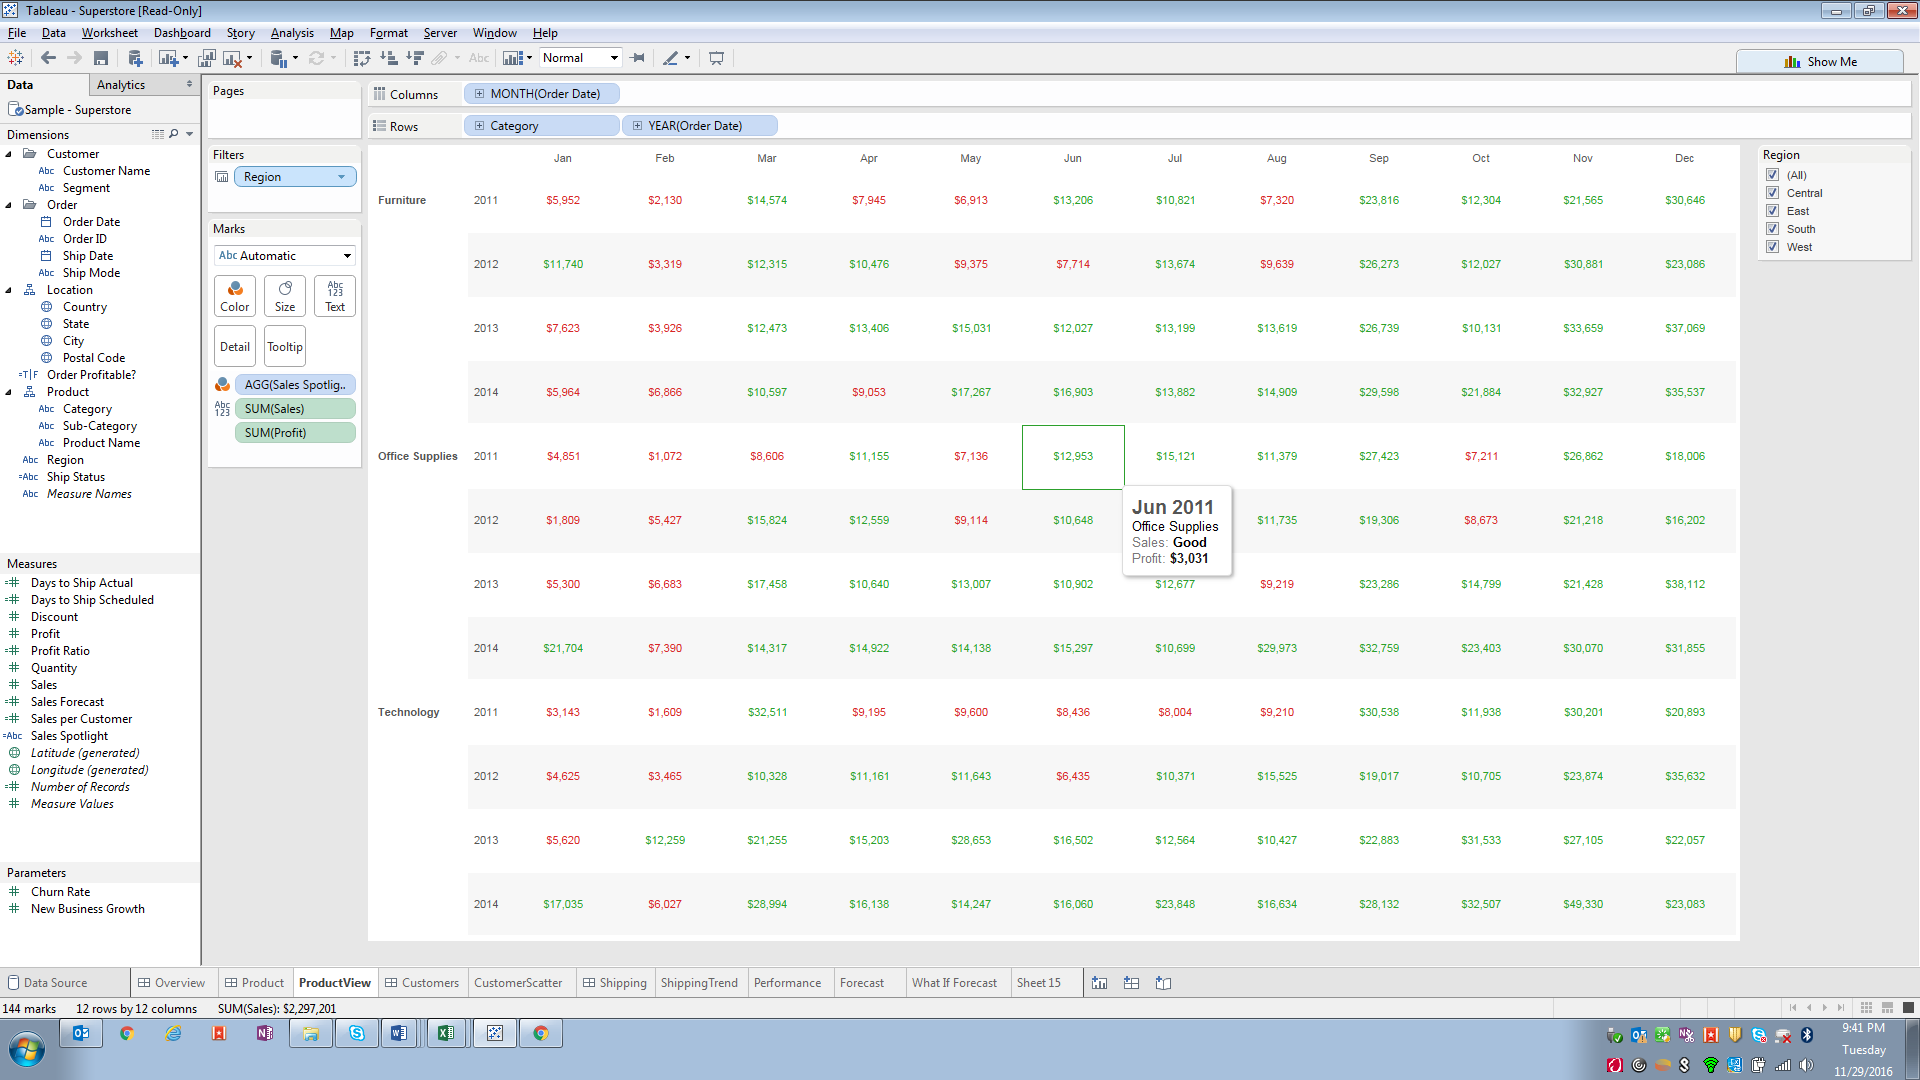 Tableau - Superstore [Read-Only]
File Data Worksheet Dashboard Story Analysis Map Format Server Window Help
Abc Normal Show Me
Data Analytics
Sample - Superstore
Dimensions
Customer
Abc Customer Name
Abc Segment
Order
Order Date
Abc Order ID
Ship Date
Abc Ship Mode
Location
Country
State
City
Postal Code
=T|F Order Profitable?
Product
Abc Category
Abc Sub-Category
Abc Product Name
Abc Region
=Abc Ship Status
Abc Measure Names
Measures
=# Days to Ship Actual
=# Days to Ship Scheduled
# Discount
# Profit
=# Profit Ratio
# Quantity
# Sales
=# Sales Forecast
=# Sales per Customer
=Abc Sales Spotlight
Latitude (generated)
Longitude (generated)
=# Number of Records
# Measure Values
Parameters
# Churn Rate
# New Business Growth
Pages
Filters
Region
Marks
Abc Automatic
Color Size Abc 123 Text
Detail Tooltip
AGG(Sales Spotlig..
Abc 123 SUM(Sales)
SUM(Profit)
Columns MONTH(Order Date)
Rows Category YEAR(Order Date)
Jan Feb Mar Apr May Jun Jul Aug Sep Oct Nov Dec
Furniture 2011 $5,952 $2,130 $14,574 $7,945 $6,913 $13,206 $10,821 $7,320 $23,816 $12,304 $21,565 $30,646
2012 $11,740 $3,319 $12,315 $10,476 $9,375 $7,714 $13,674 $9,639 $26,273 $12,027 $30,881 $23,086
2013 $7,623 $3,926 $12,473 $13,406 $15,031 $12,027 $13,199 $13,619 $26,739 $10,131 $33,659 $37,069
2014 $5,964 $6,866 $10,597 $9,053 $17,267 $16,903 $13,882 $14,909 $29,598 $21,884 $32,927 $35,537
Office Supplies 2011 $4,851 $1,072 $8,606 $11,155 $7,136 $12,953 $15,121 $11,379 $27,423 $7,211 $26,862 $18,006
2012 $1,809 $5,427 $15,824 $12,559 $9,114 $10,648 $11,735 $19,306 $8,673 $21,218 $16,202
2013 $5,300 $6,683 $17,458 $10,640 $13,007 $10,902 $12,677 $9,219 $23,286 $14,799 $21,428 $38,112
2014 $21,704 $7,390 $14,317 $14,922 $14,138 $15,297 $10,699 $29,973 $32,759 $23,403 $30,070 $31,855
Technology 2011 $3,143 $1,609 $32,511 $9,195 $9,600 $8,436 $8,004 $9,210 $30,538 $11,938 $30,201 $20,893
2012 $4,625 $3,465 $10,328 $11,161 $11,643 $6,435 $10,371 $15,525 $19,017 $10,705 $23,874 $35,632
2013 $5,620 $12,259 $21,255 $15,203 $28,653 $16,502 $12,564 $10,427 $22,883 $31,533 $27,105 $22,057
2014 $17,035 $6,027 $28,994 $16,138 $14,247 $16,060 $23,848 $16,634 $28,132 $32,507 $49,330 $23,083
Jun 2011
Office Supplies
Sales: Good
Profit: $3,031
Region
(All)
Central
East
South
West
Data Source Overview Product ProductView Customers CustomerScatter Shipping ShippingTrend Performance Forecast What If Forecast Sheet 15
144 marks 12 rows by 12 columns SUM(Sales): $2,297,201
9:41 PM
Tuesday
11/29/2016